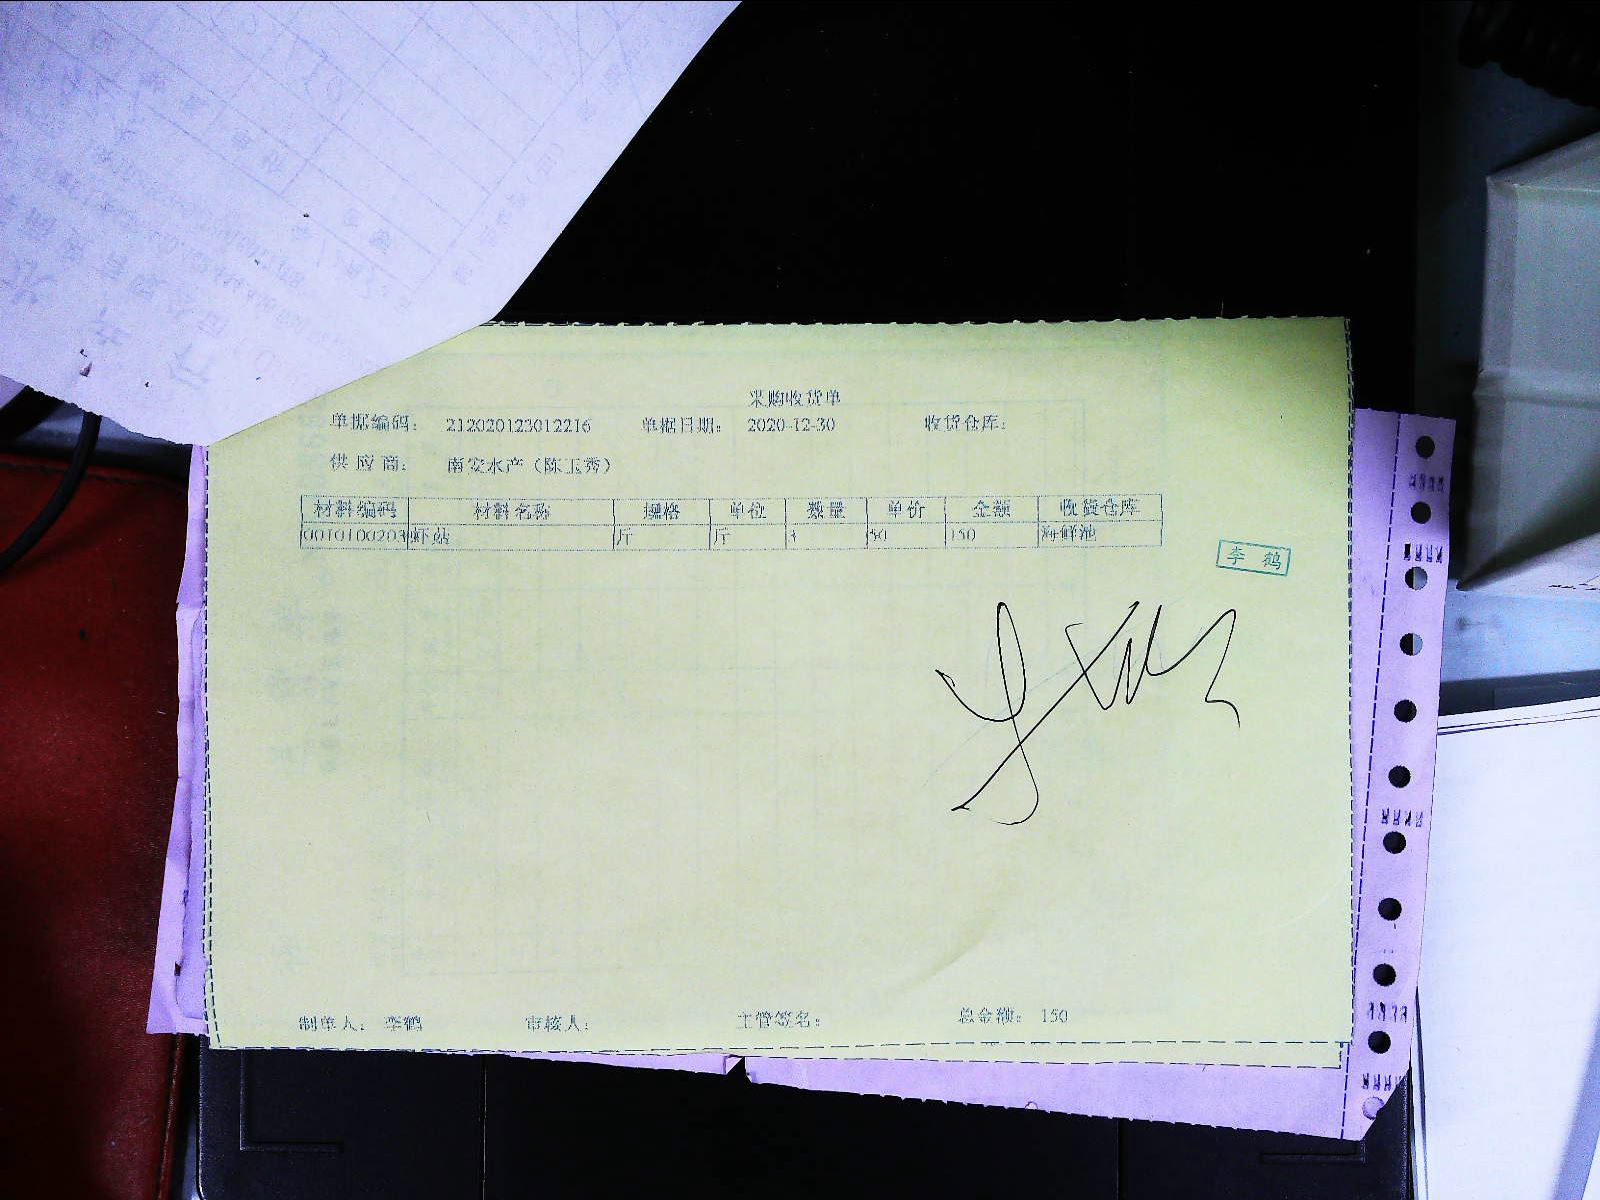 采购收货单
单据编码： 212020123012216 单据日期： 2020-12-30 收货仓库：
供应商： 南安水产（陈玉秀）
材料编码 材料名称 规格 单位 数量 单价 金额 收货仓库
0010100203 虾姑 斤 斤 3 50 150 海鲜池
李鹤
制单人： 李鹤 审核人： 主管签名： 总金额： 150